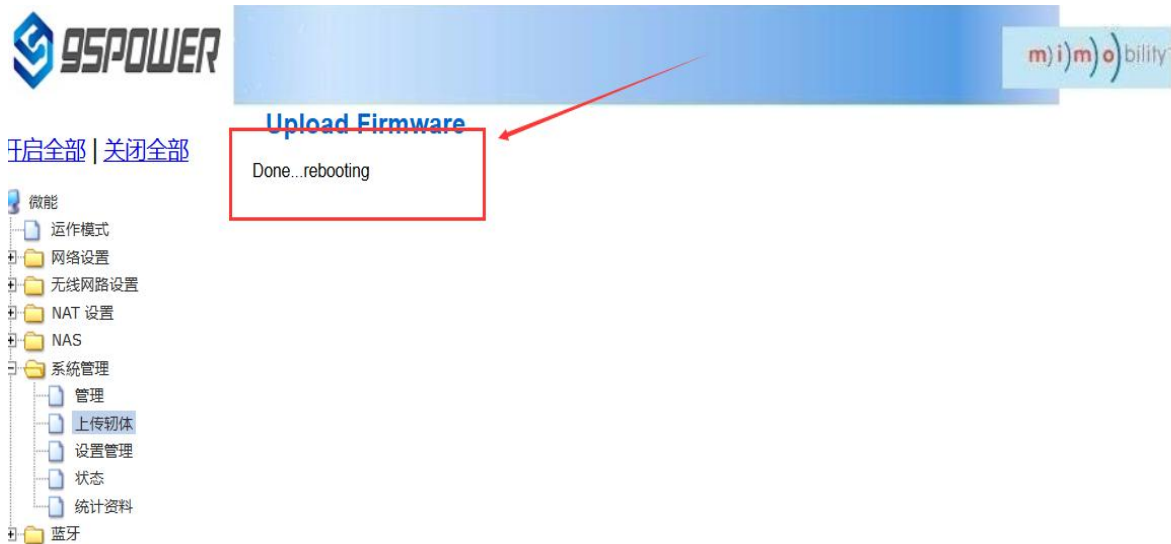 95POWER
m)i)m)o)bility
Upload Firmware
Done...rebooting
开启全部 | 关闭全部
微能
运作模式
网络设置
无线网路设置
NAT 设置
NAS
系统管理
管理
上传轫体
设置管理
状态
统计资料
蓝牙